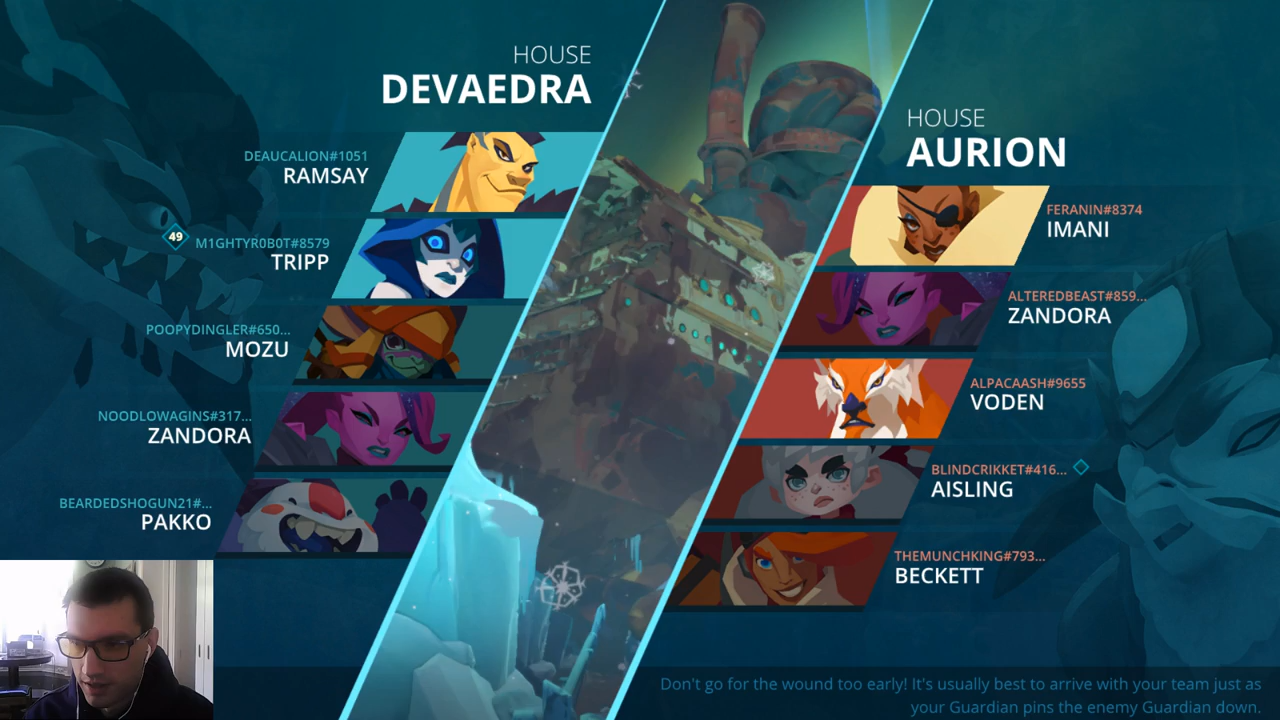 HOUSE
DEVAEDRA
DEAUCALION#1051
RAMSAY
49
M1GHTYR0B0T#8579
TRIPP
POOPYDINGLER#650...
MOZU
NOODLOWAGINS#317...
ZANDORA
BEARDEDSHOGUN21#...
PAKKO
HOUSE
AURION
FERANIN#8374
IMANI
ALTEREDBEAST#859...
ZANDORA
ALPACAASH#9655
VODEN
BLINDCRIKKET#416...
AISLING
THEMUNCHKING#793...
BECKETT
Don't go for the wound too early! It's usually best to arrive with your team just as
your Guardian pins the enemy Guardian down.